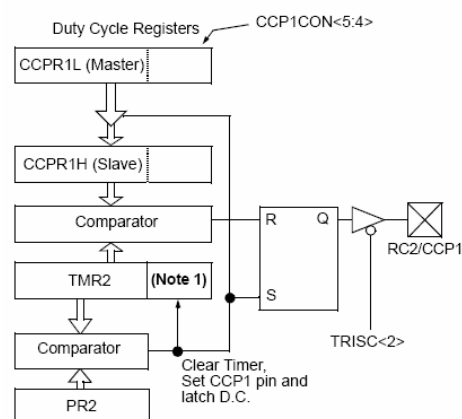 Duty Cycle Registers
CCP1CON<5:4>
CCPR1L (Master)
CCPR1H (Slave)
Comparator
R
Q
RC2/CCP1
TMR2
(Note 1)
S
TRISC<2>
Comparator
Clear Timer,
Set CCP1 pin and
latch D.C.
PR2